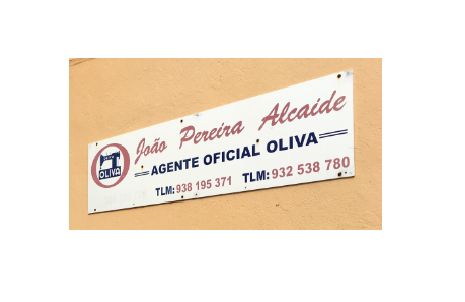 João Pereira Alcaide
OLIVA
AGENTE OFICIAL OLIVA
TLM: 938 195 371 TLM: 932 538 780